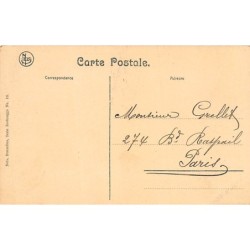 Carte Postale.
Correspondance
Adresse
Monsieur Grellet
274 Bd. Raspail
Paris